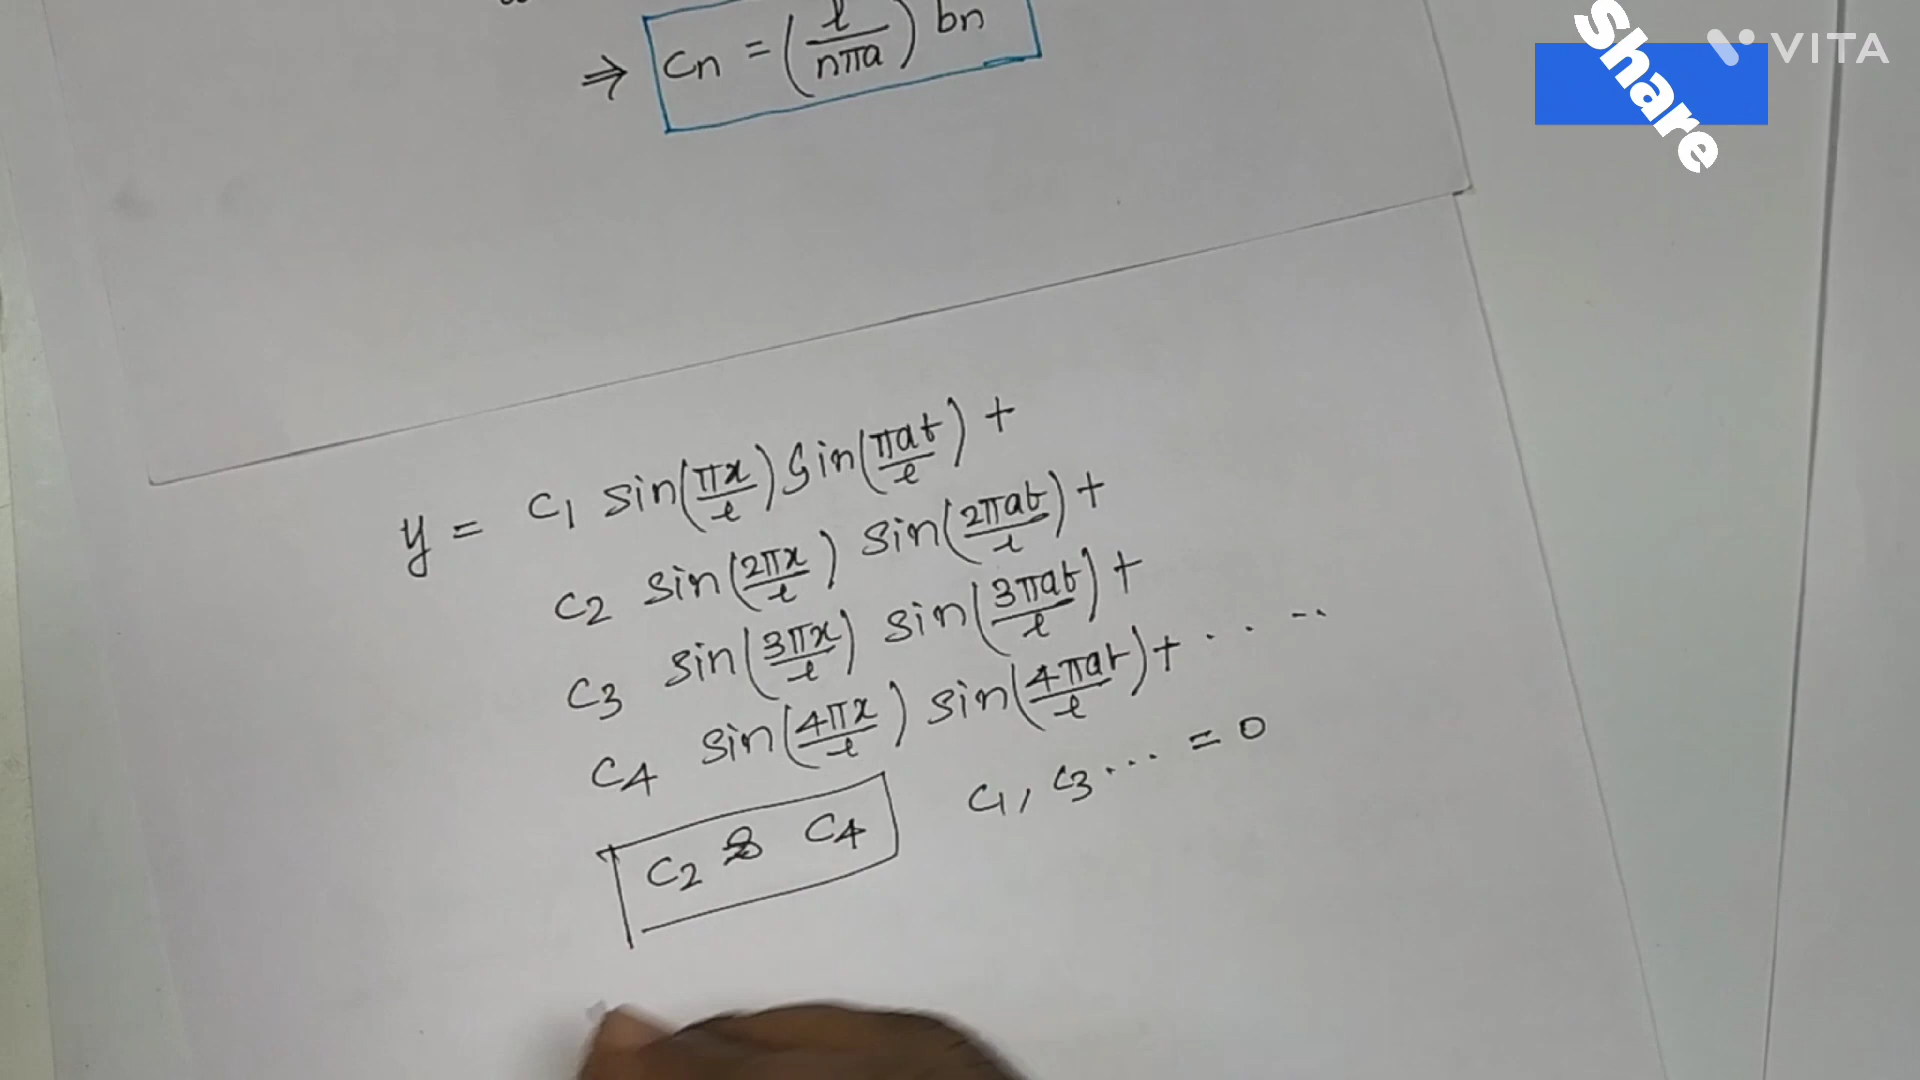 ⇒ Cn = (l/nπa) bn
Share
VITA
y = C1 sin(πx/l) sin(πat/l) +
C2 sin(2πx/l) sin(2πat/l) +
C3 sin(3πx/l) sin(3πat/l) +
C4 sin(4πx/l) sin(4πat/l) + ....
C2 & C4 C1, C3 ... = 0